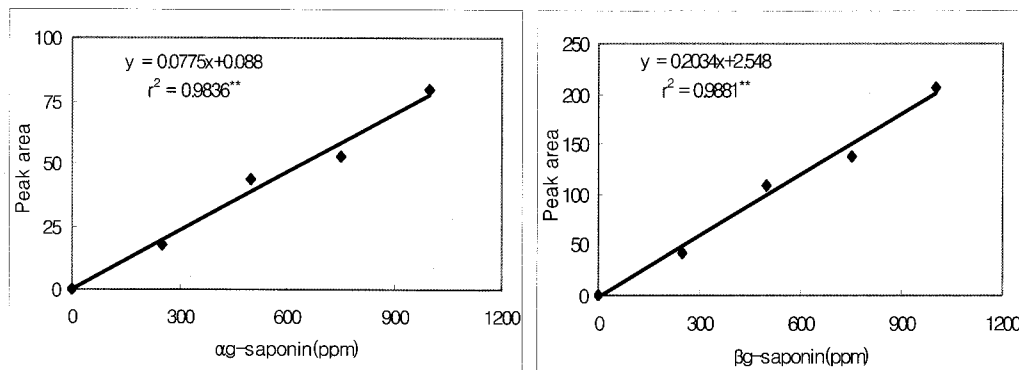 100
75
50
25
0
Peak area
y = 0.0775x+0.088
r² = 0.9836**
0 300 600 900 1200
αg-saponin(ppm)
250
200
150
100
50
0
Peak area
y = 0.2034x+2.548
r² = 0.9881**
0 300 600 900 1200
βg-saponin(ppm)